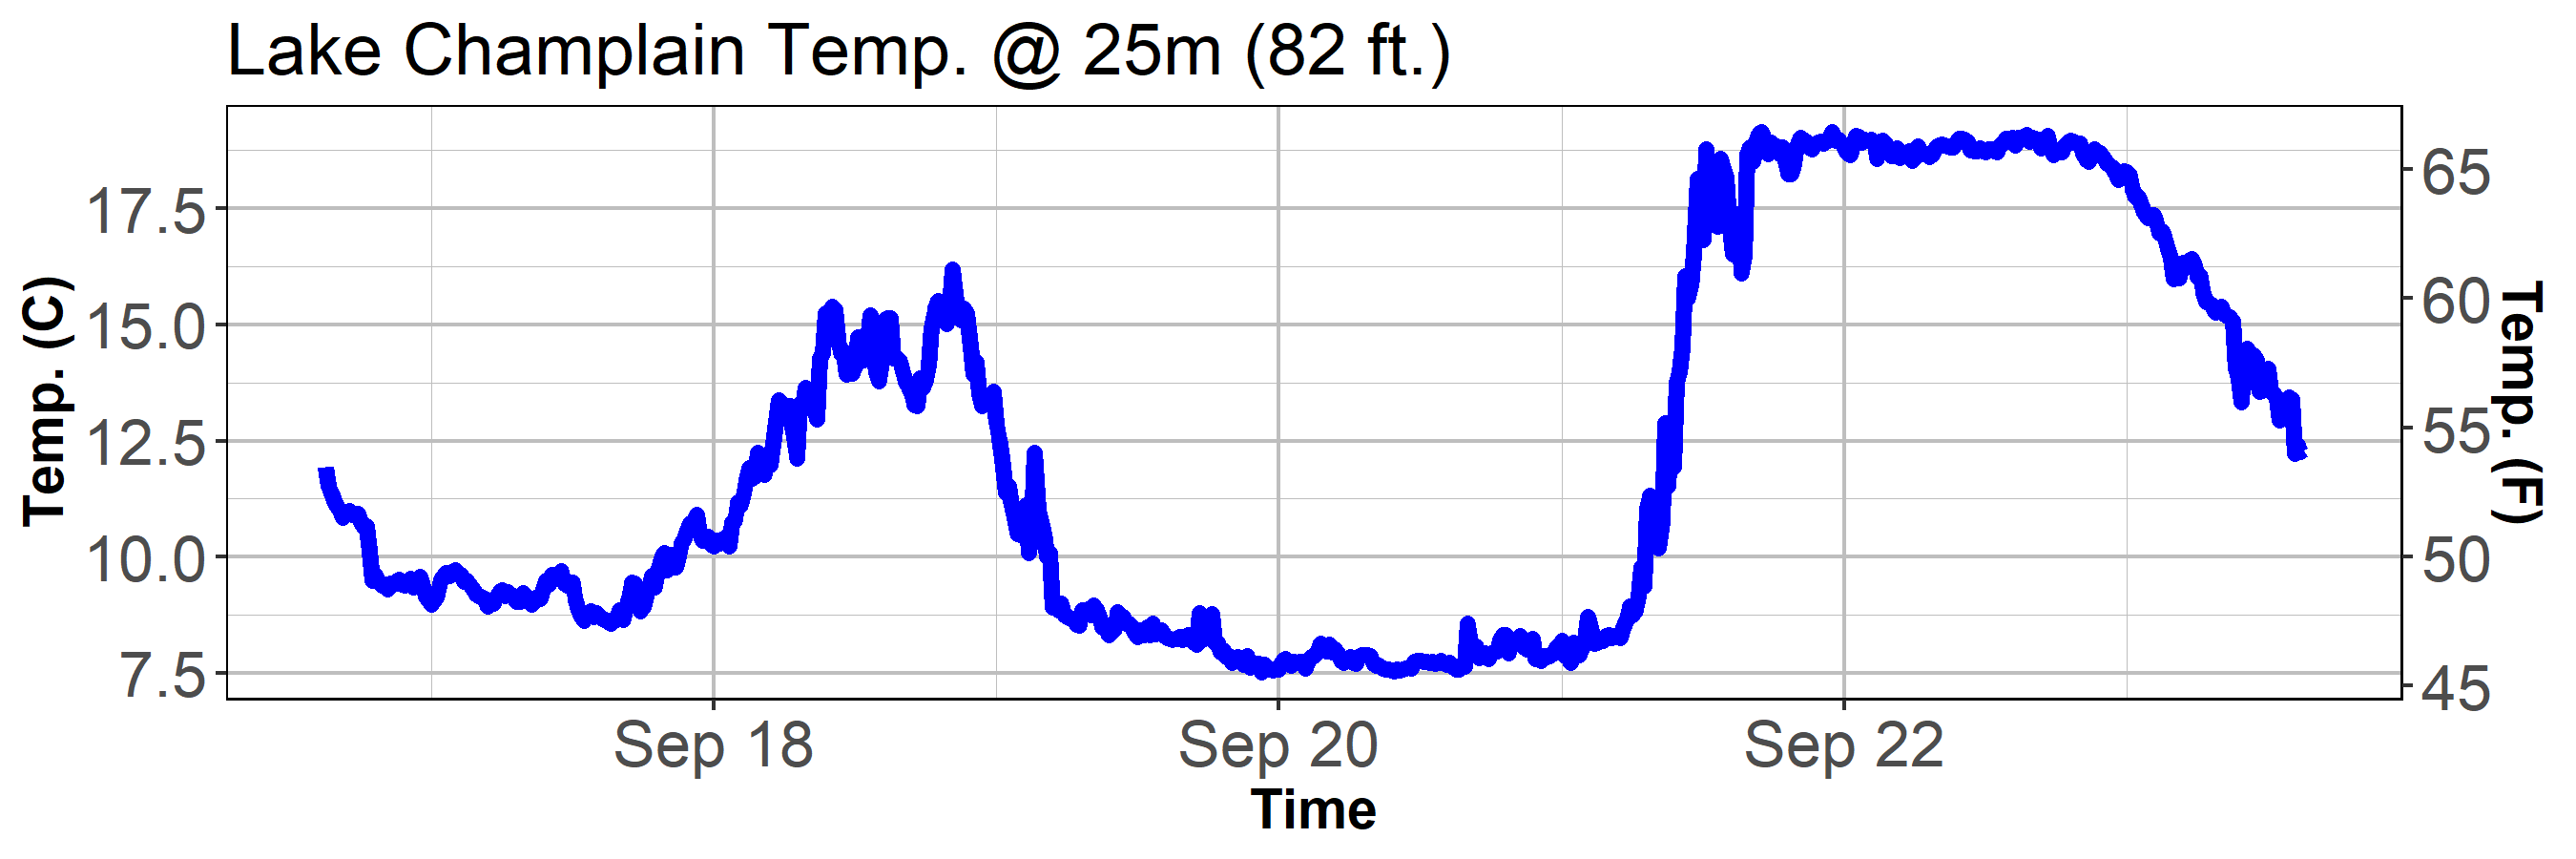 Lake Champlain Temp. @ 25m (82 ft.)
Temp. (C)
17.5
15.0
12.5
10.0
7.5
65
60
55
50
45
Temp. (F)
Sep 18 Sep 20 Sep 22
Time